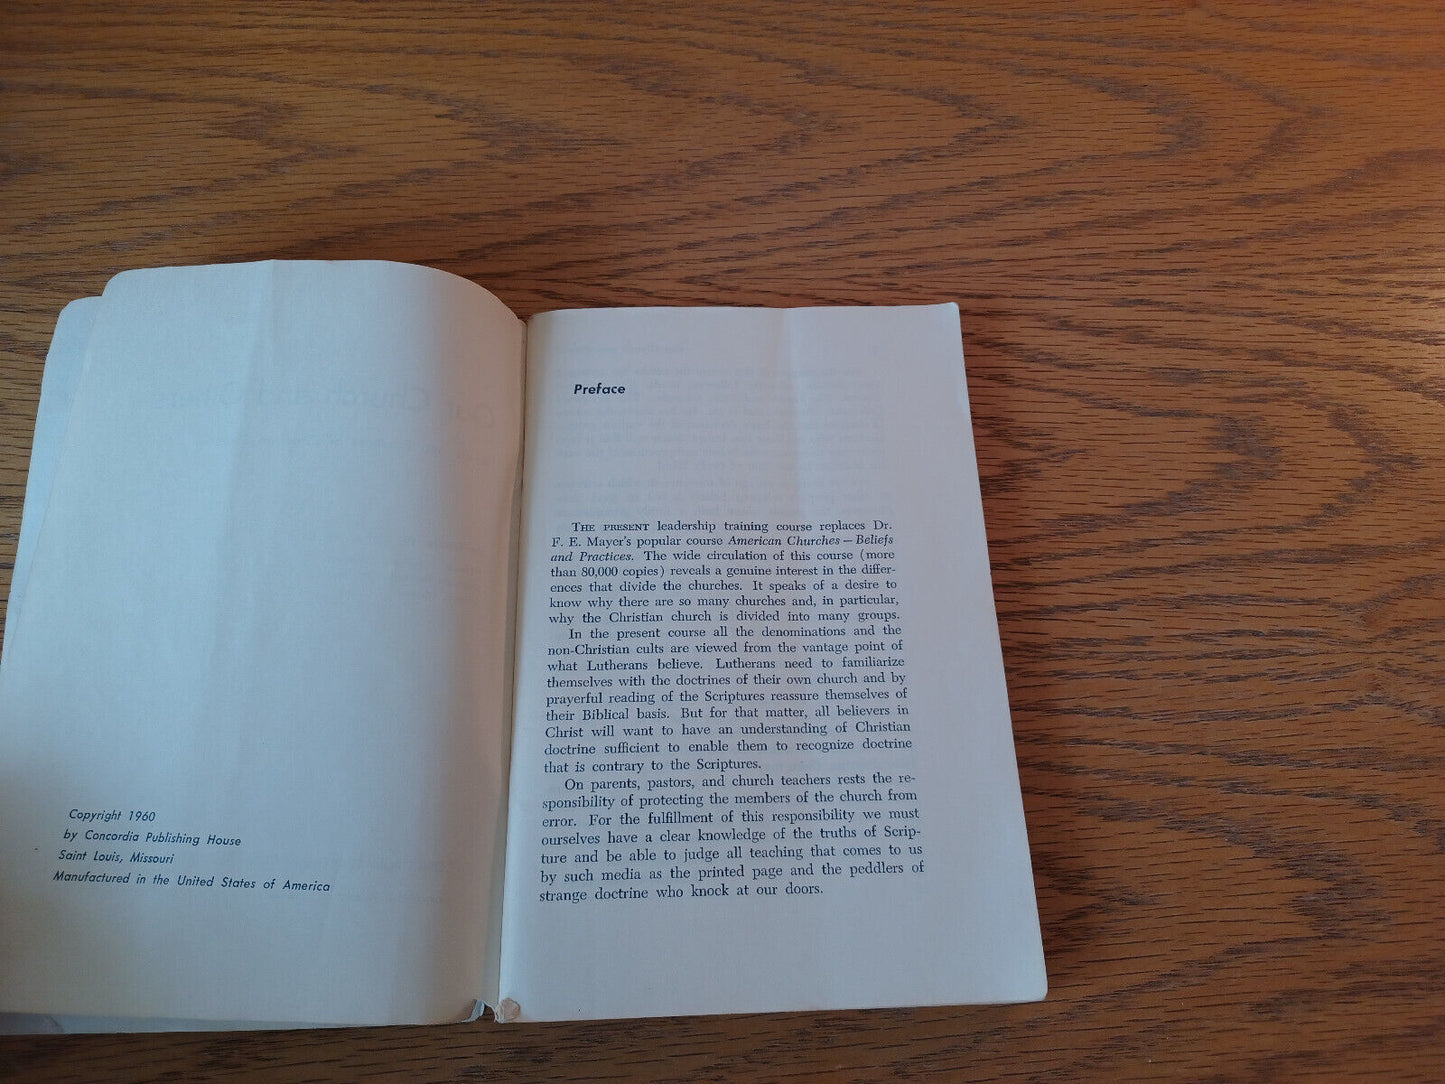 Copyright 1960
by Concordia Publishing House
Saint Louis, Missouri
Manufactured in the United States of America
Preface
THE PRESENT leadership training course replaces Dr.
F. E. Mayer's popular course American Churches — Beliefs
and Practices. The wide circulation of this course (more
than 80,000 copies) reveals a genuine interest in the differ-
ences that divide the churches. It speaks of a desire to
know why there are so many churches and, in particular,
why the Christian church is divided into many groups.
In the present course all the denominations and the
non-Christian cults are viewed from the vantage point of
what Lutherans believe. Lutherans need to familiarize
themselves with the doctrines of their own church and by
prayerful reading of the Scriptures reassure themselves of
their Biblical basis. But for that matter, all believers in
Christ will want to have an understanding of Christian
doctrine sufficient to enable them to recognize doctrine
that is contrary to the Scriptures.
On parents, pastors, and church teachers rests the re-
sponsibility of protecting the members of the church from
error. For the fulfillment of this responsibility we must
ourselves have a clear knowledge of the truths of Scrip-
ture and be able to judge all teaching that comes to us
by such media as the printed page and the peddlers of
strange doctrine who knock at our doors.